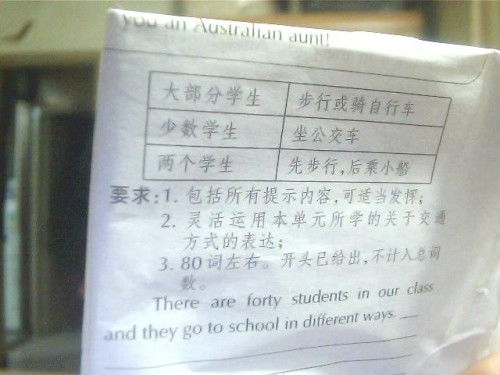 you an Australian aunt!
大部分学生 步行或骑自行车
少数学生 坐公交车
两个学生 先步行,后乘小船
要求:1. 包括所有提示内容,可适当发挥;
2. 灵活运用本单元所学的关于交通
方式的表达;
3. 80词左右。开头已给出,不计入总词
数。
There are forty students in our class
and they go to school in different ways.